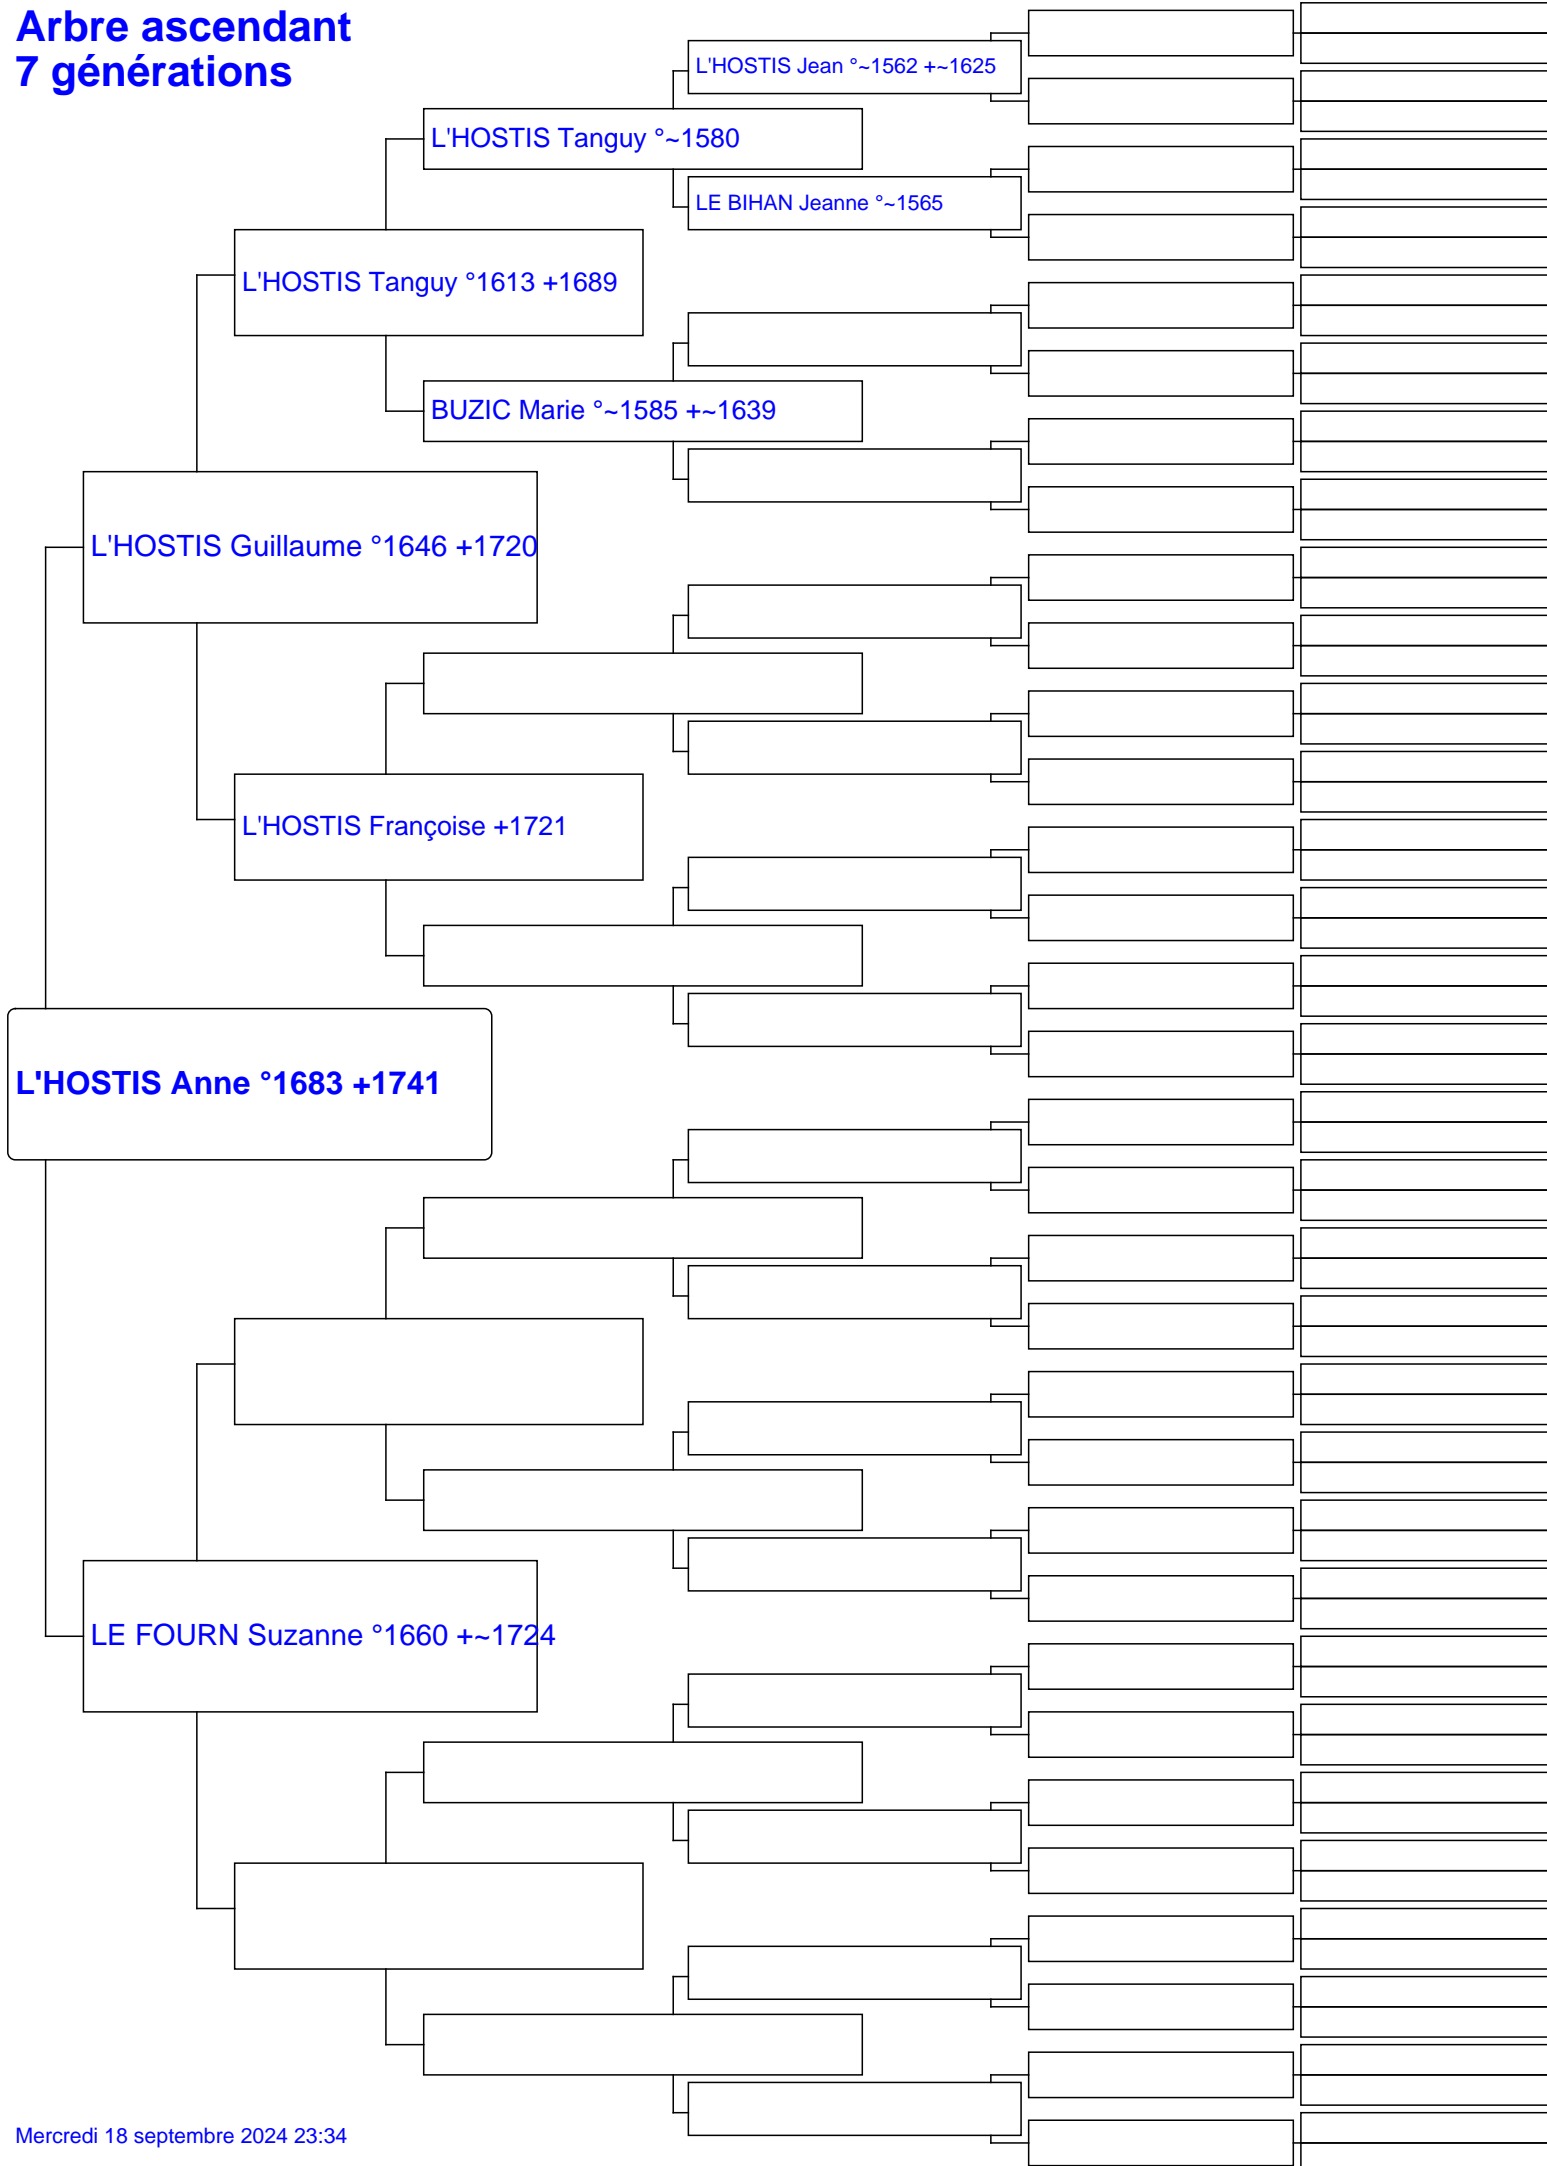 Arbre ascendant
7 générations
L'HOSTIS Jean °~1562 +~1625
L'HOSTIS Tanguy °~1580
LE BIHAN Jeanne °~1565
L'HOSTIS Tanguy °1613 +1689
BUZIC Marie °~1585 +~1639
L'HOSTIS Guillaume °1646 +1720
L'HOSTIS Françoise +1721
L'HOSTIS Anne °1683 +1741
LE FOURN Suzanne °1660 +~1724
Mercredi 18 septembre 2024 23:34